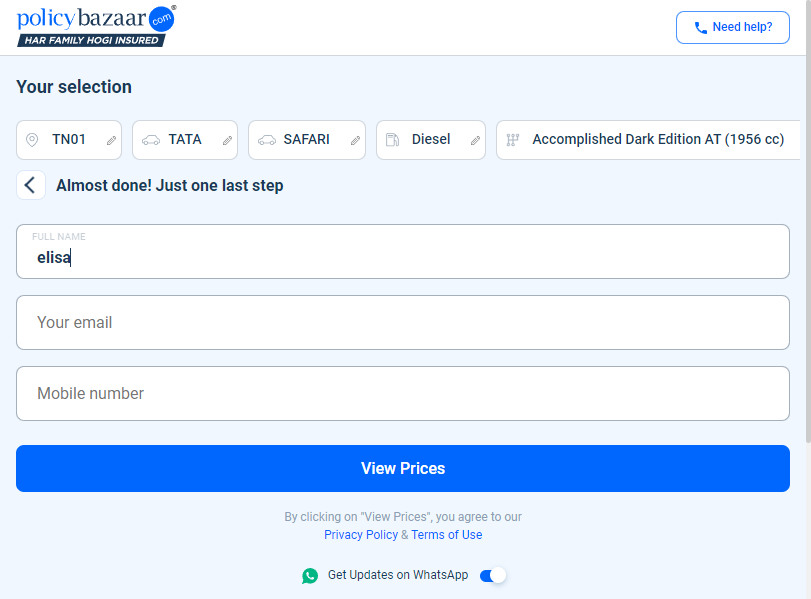 policybazaar.com®
HAR FAMILY HOGI INSURED
Need help?
Your selection
TN01 TATA SAFARI Diesel Accomplished Dark Edition AT (1956 cc)
Almost done! Just one last step
FULL NAME
elisa
Your email
Mobile number
View Prices
By clicking on "View Prices", you agree to our
Privacy Policy & Terms of Use
Get Updates on WhatsApp